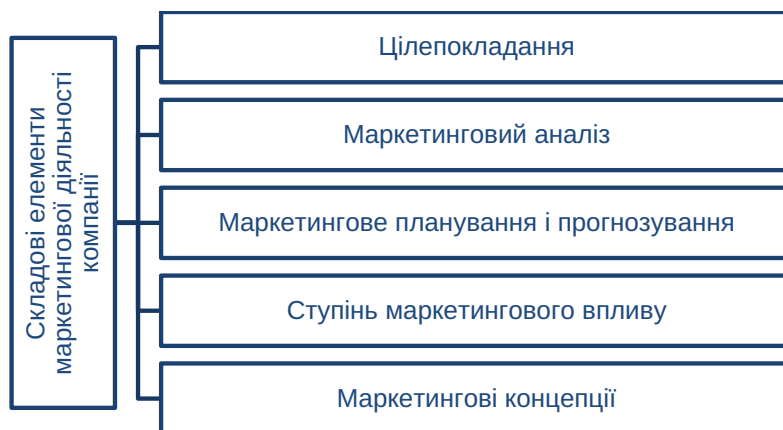 Складові елементи
маркетингової діяльності
компанії
Цілепокладання
Маркетинговий аналіз
Маркетингове планування і прогнозування
Ступінь маркетингового впливу
Маркетингові концепції